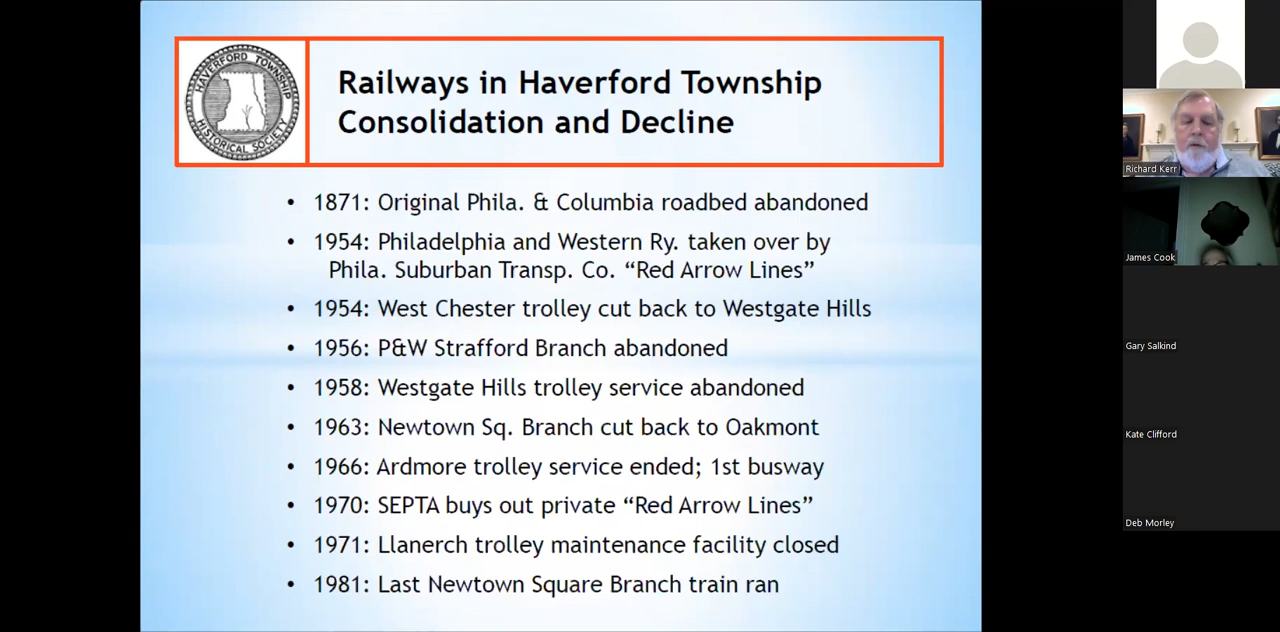 HAVERFORD TOWNSHIP
HISTORICAL SOCIETY
Railways in Haverford Township
Consolidation and Decline
• 1871: Original Phila. & Columbia roadbed abandoned
• 1954: Philadelphia and Western Ry. taken over by
Phila. Suburban Transp. Co. “Red Arrow Lines”
• 1954: West Chester trolley cut back to Westgate Hills
• 1956: P&W Strafford Branch abandoned
• 1958: Westgate Hills trolley service abandoned
• 1963: Newtown Sq. Branch cut back to Oakmont
• 1966: Ardmore trolley service ended; 1st busway
• 1970: SEPTA buys out private “Red Arrow Lines”
• 1971: Llanerch trolley maintenance facility closed
• 1981: Last Newtown Square Branch train ran
Richard Kerr
James Cook
Gary Salkind
Kate Clifford
Deb Morley